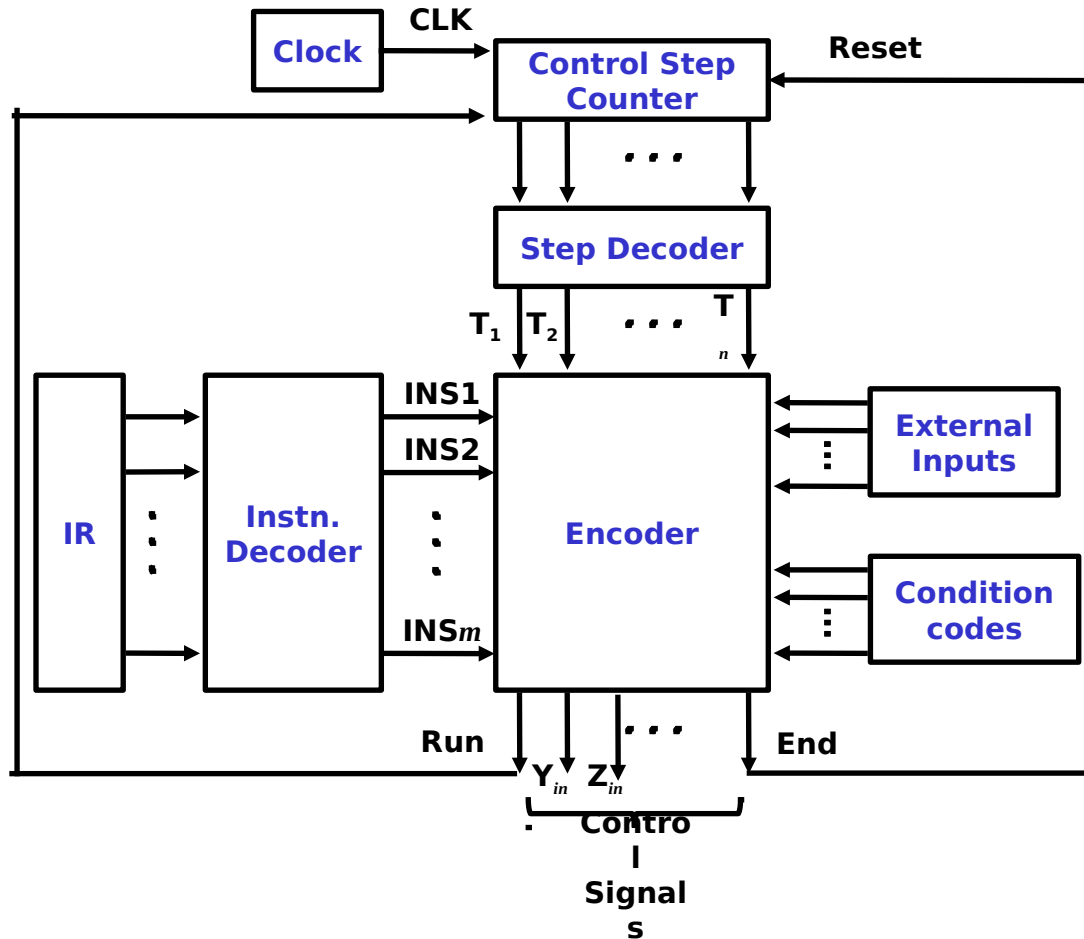 CLK
Clock
Reset
Control Step
Counter
Step Decoder
T1
T2
T
n
IR
Instn.
Decoder
INS1
INS2
INSm
Encoder
External
Inputs
Condition
codes
Run
Yin
Zin
End
Contro
l
Signal
s